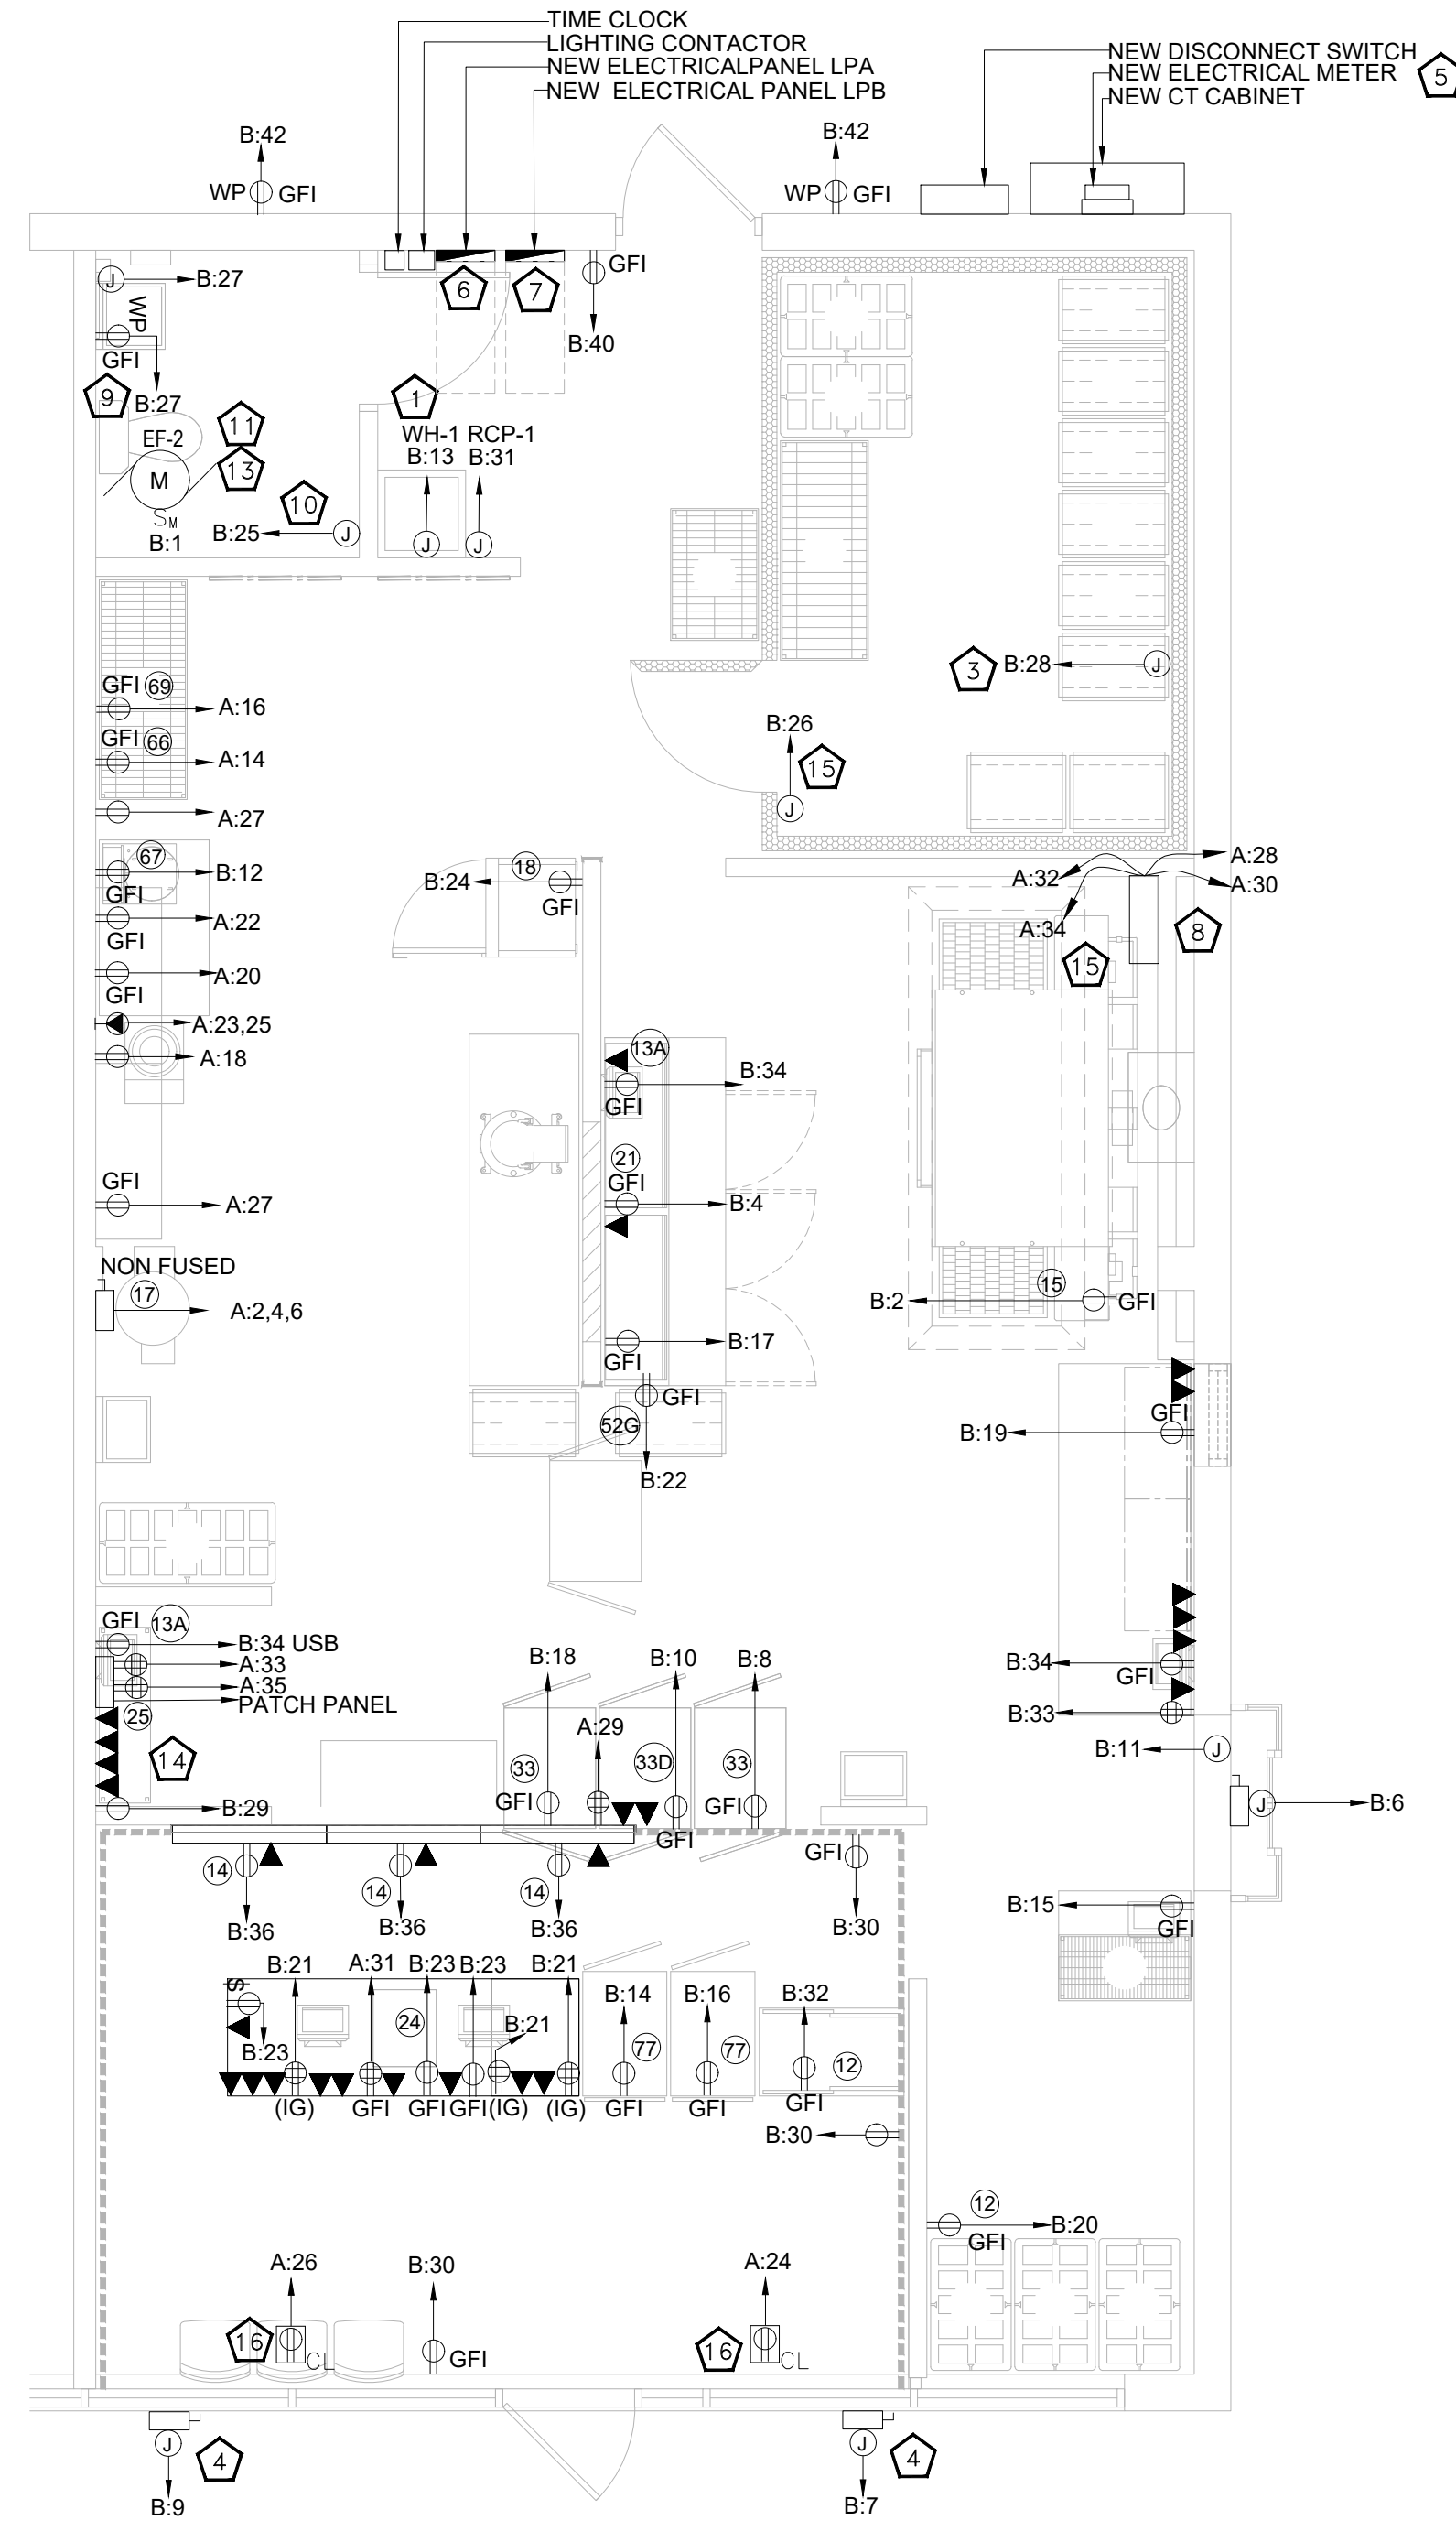 TIME CLOCK
LIGHTING CONTACTOR
NEW ELECTRICALPANEL LPA
NEW ELECTRICAL PANEL LPB
NEW DISCONNECT SWITCH
NEW ELECTRICAL METER
NEW CT CABINET
5
B:42
WP GFI
B:42
WP GFI
J B:27
WP
GFI
B:27
6
7
GFI
B:40
9
1
EF-2
11
13
M
SM
B:1
10
B:25 J
WH-1 RCP-1
B:13 B:31
J J
3 B:28 J
GFI 69
A:16
GFI 66
A:14
A:27
B:26
15
J
67
B:12
GFI
A:22
GFI
A:20
GFI
A:23,25
A:18
18
B:24
GFI
A:28
A:32
A:30
A:34
8
15
13A
B:34
GFI
21
GFI
B:4
GFI
A:27
NON FUSED
17
A:2,4,6
15
B:2 GFI
B:17
GFI
GFI
52G
B:22
GFI
B:19
GFI 13A
B:34 USB
A:33
A:35
PATCH PANEL
25
14
B:29
B:18 B:10 B:8
A:29
33 33D 33
GFI GFI
GFI
B:34
GFI
B:33
B:11 J
J B:6
14 14 14
B:36 B:36 B:36
GFI
B:30
B:15
GFI
B:21 A:31 B:23 B:23 B:21
S
24
B:21
B:23
(IG) GFI GFI GFI (IG) (IG)
B:14 B:16 B:32
77 77 12
GFI GFI GFI
B:30
12
B:20
GFI
A:26 B:30 A:24
16 CL
GFI
16 CL
J 4
B:9
J 4
B:7